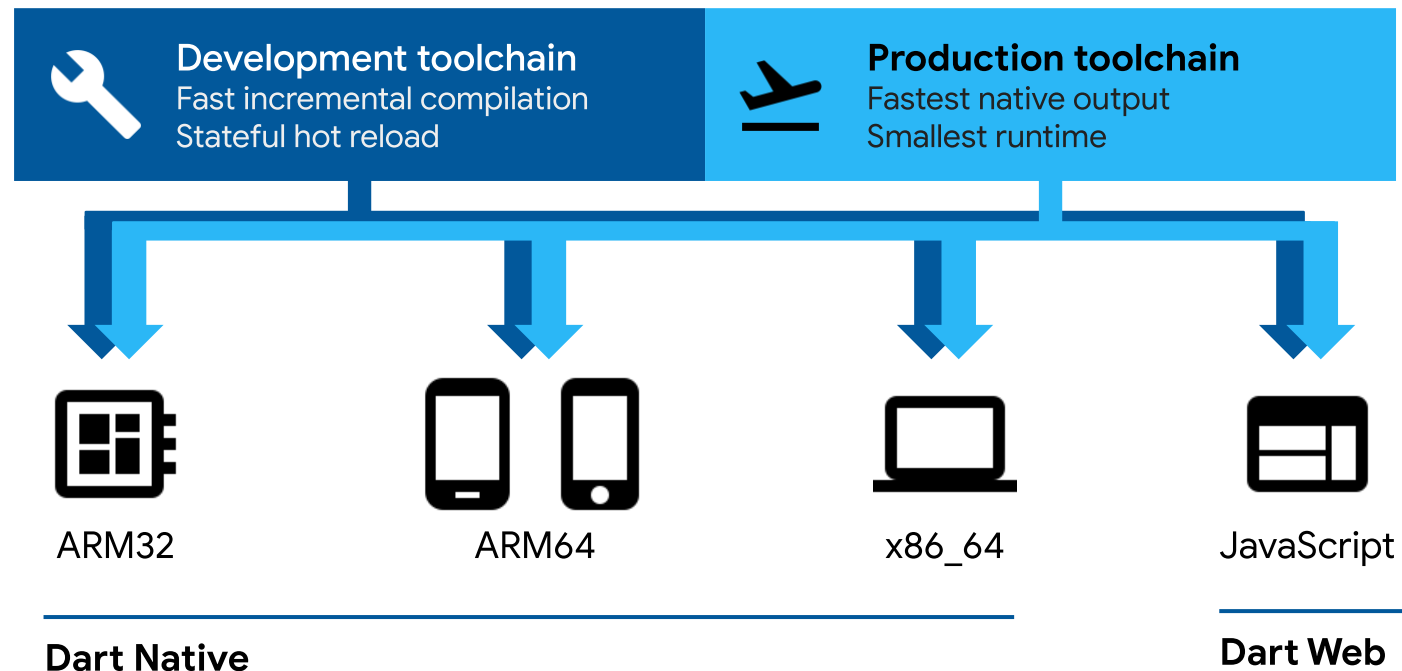 Development toolchain
Fast incremental compilation
Stateful hot reload
Production toolchain
Fastest native output
Smallest runtime
ARM32
ARM64
x86_64
JavaScript
Dart Native
Dart Web